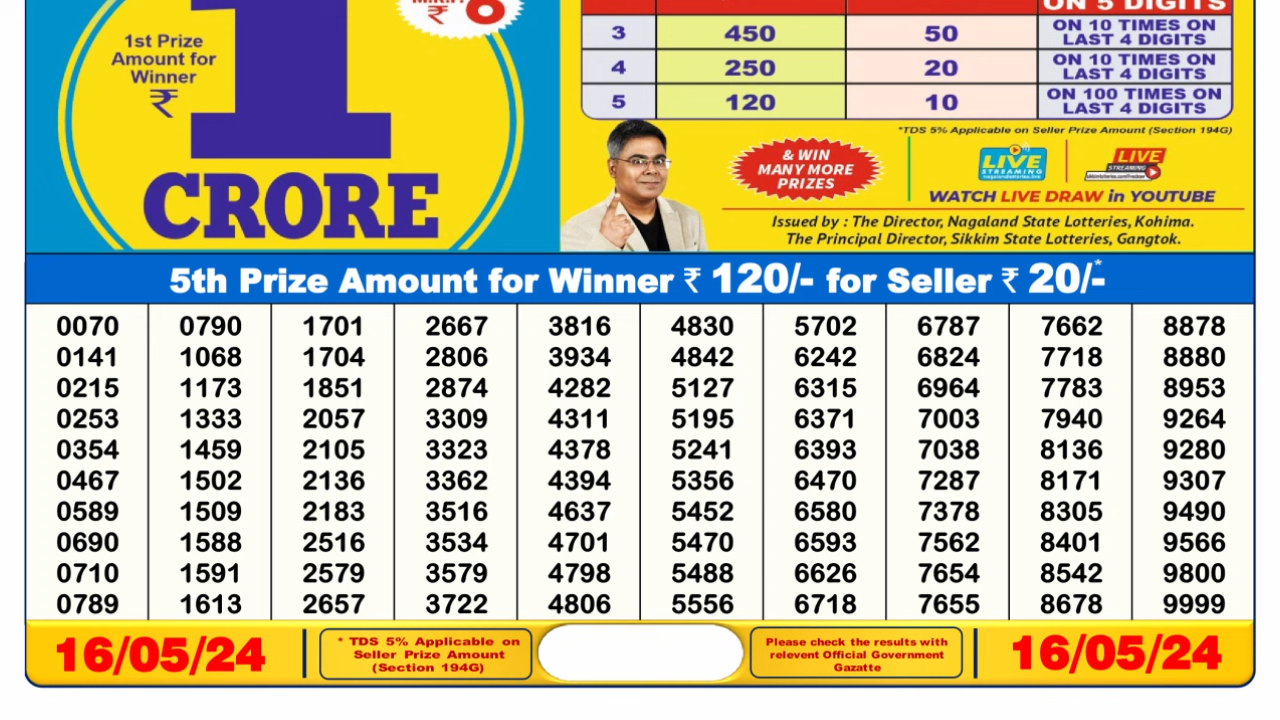 ₹ 6
1st Prize
Amount for
Winner
₹
1
CRORE
ON 5 DIGITS
3 450 50 ON 10 TIMES ON LAST 4 DIGITS
4 250 20 ON 10 TIMES ON LAST 4 DIGITS
5 120 10 ON 100 TIMES ON LAST 4 DIGITS
*TDS 5% Applicable on Seller Prize Amount (Section 194G)
& WIN
MANY MORE
PRIZES
LIVE
STREAMING
nagalandlotteries.live
LIVE
STREAMING
WATCH LIVE DRAW in YOUTUBE
Issued by : The Director, Nagaland State Lotteries, Kohima.
The Principal Director, Sikkim State Lotteries, Gangtok.
5th Prize Amount for Winner ₹ 120/- for Seller ₹ 20/-*
0070 0790 1701 2667 3816 4830 5702 6787 7662 8878
0141 1068 1704 2806 3934 4842 6242 6824 7718 8880
0215 1173 1851 2874 4282 5127 6315 6964 7783 8953
0253 1333 2057 3309 4311 5195 6371 7003 7940 9264
0354 1459 2105 3323 4378 5241 6393 7038 8136 9280
0467 1502 2136 3362 4394 5356 6470 7287 8171 9307
0589 1509 2183 3516 4637 5452 6580 7378 8305 9490
0690 1588 2516 3534 4701 5470 6593 7562 8401 9566
0710 1591 2579 3579 4798 5488 6626 7654 8542 9800
0789 1613 2657 3722 4806 5556 6718 7655 8678 9999
16/05/24
* TDS 5% Applicable on
Seller Prize Amount
(Section 194G)
Please check the results with
relevent Official Government
Gazatte
16/05/24